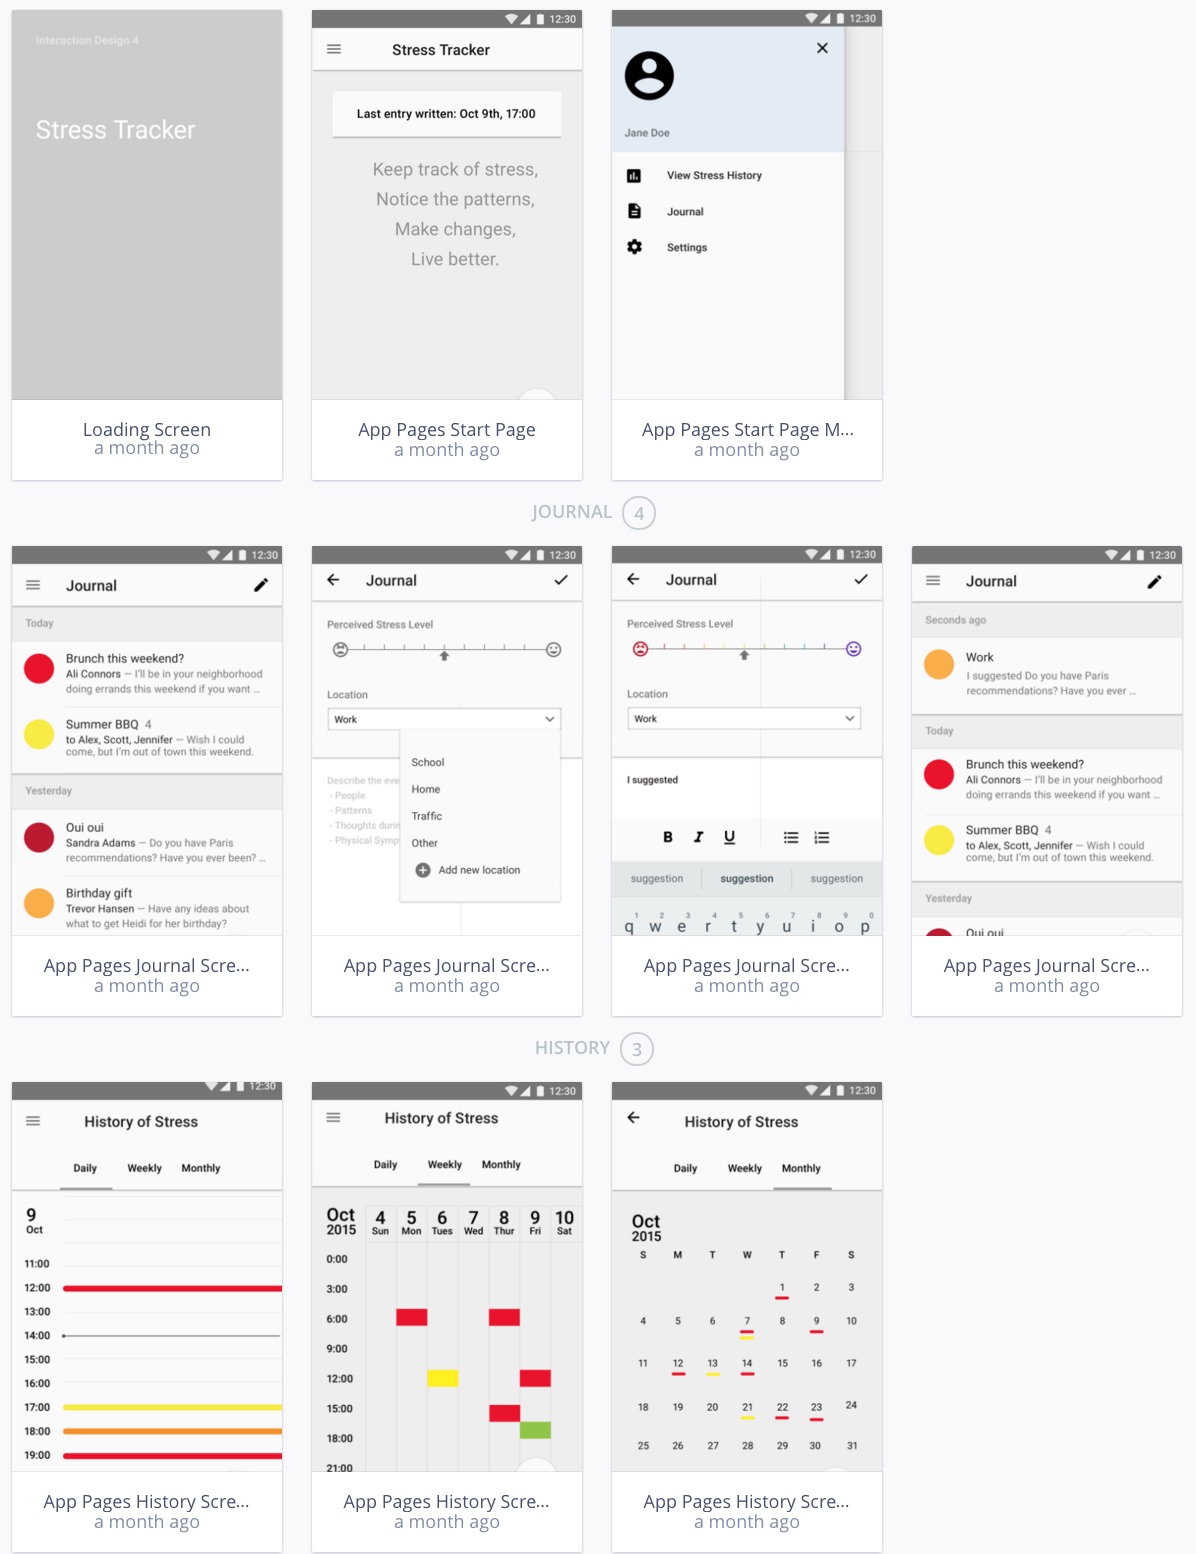 Interaction Design 4
Stress Tracker
Loading Screen
a month ago
12:30
Stress Tracker
Last entry written: Oct 9th, 17:00
Keep track of stress,
Notice the patterns,
Make changes,
Live better.
App Pages Start Page
a month ago
12:30
Jane Doe
View Stress History
Journal
Settings
App Pages Start Page M...
a month ago
JOURNAL 4
12:30
Journal
Today
Brunch this weekend?
Ali Connors — I'll be in your neighborhood
doing errands this weekend if you want ...
Summer BBQ 4
to Alex, Scott, Jennifer — Wish I could
come, but I'm out of town this weekend.
Yesterday
Oui oui
Sandra Adams — Do you have Paris
recommendations? Have you ever been? ...
Birthday gift
Trevor Hansen — Have any ideas about
what to get Heidi for her birthday?
App Pages Journal Scre...
a month ago
12:30
Journal
Perceived Stress Level
Location
Work
School
Home
Traffic
Other
Add new location
Describe the eve
- People
- Patterns
- Thoughts durin
- Physical Symp
App Pages Journal Scre...
a month ago
12:30
Journal
Perceived Stress Level
Location
Work
I suggested
B I U
suggestion suggestion suggestion
1 2 3 4 5 6 7 8 9 0
q w e r t y u i o p
App Pages Journal Scre...
a month ago
12:30
Journal
Seconds ago
Work
I suggested Do you have Paris
recommendations? Have you ever ...
Today
Brunch this weekend?
Ali Connors — I'll be in your neighborhood
doing errands this weekend if you want ...
Summer BBQ 4
to Alex, Scott, Jennifer — Wish I could
come, but I'm out of town this weekend.
Yesterday
Oui oui
App Pages Journal Scre...
a month ago
HISTORY 3
12:30
History of Stress
Daily Weekly Monthly
9
Oct
11:00
12:00
13:00
14:00
15:00
16:00
17:00
18:00
19:00
App Pages History Scre...
a month ago
12:30
History of Stress
Daily Weekly Monthly
Oct 4 5 6 7 8 9 10
2015 Sun Mon Tues Wed Thur Fri Sat
0:00
3:00
6:00
9:00
12:00
15:00
18:00
21:00
App Pages History Scre...
a month ago
12:30
History of Stress
Daily Weekly Monthly
Oct
2015
S M T W T F S
1 2 3
4 5 6 7 8 9 10
11 12 13 14 15 16 17
18 19 20 21 22 23 24
25 26 27 28 29 30 31
App Pages History Scre...
a month ago